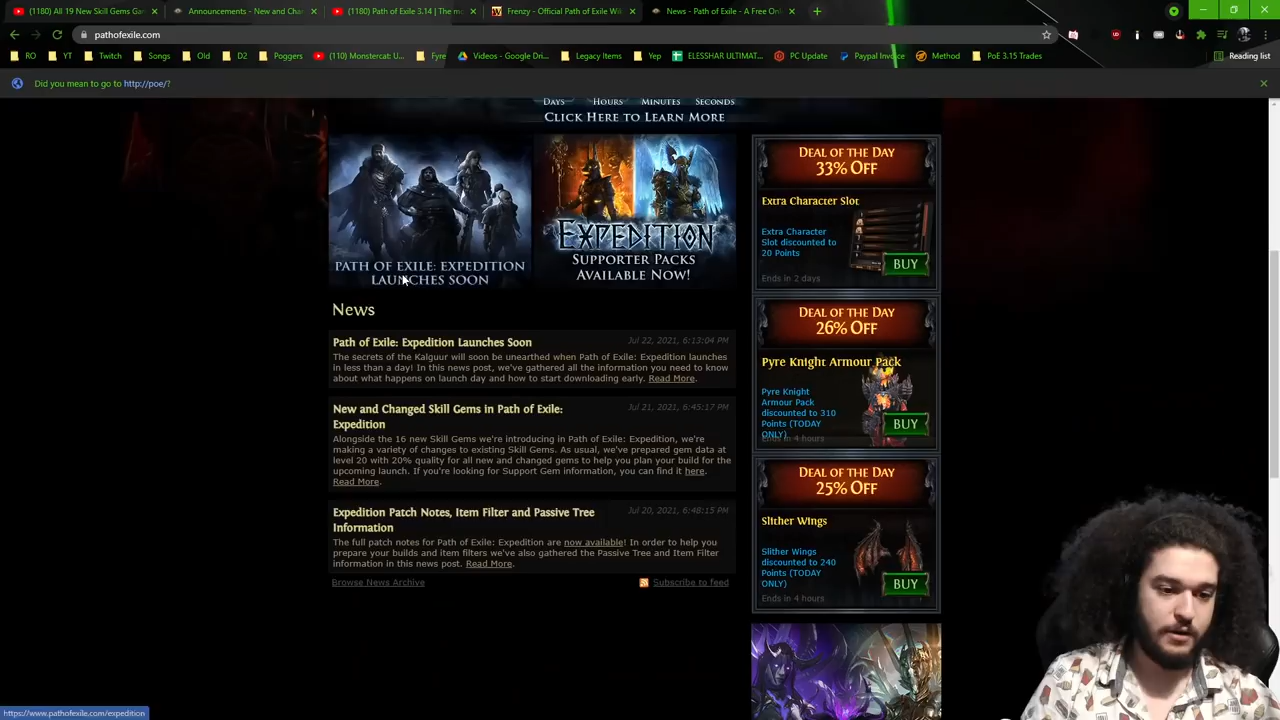 (1180) All 19 New Skill Gems Ga
Announcements - New and Cha
(1180) Path of Exile 3.14 | The m
Frenzy - Official Path of Exile Wi
News - Path of Exile - A Free Onl
pathofexile.com
RO
YT
Twitch
Songs
Old
D2
Poggers
(110) Monstercat: U...
Fyre
Videos - Google Dri...
Legacy Items
Yep
ELESSHAR ULTIMAT...
PC Update
Paypal Invoice
Method
PoE 3.15 Trades
Reading list
Did you mean to go to http://poe/?
Days Hours Minutes Seconds
Click Here to Learn More
Path of Exile: Expedition
Launches Soon
Expedition
Supporter Packs
Available Now!
News
Path of Exile: Expedition Launches Soon
Jul 22, 2021, 6:13:04 PM
The secrets of the Kalguur will soon be unearthed when Path of Exile: Expedition launches
in less than a day! In this news post, we've gathered all the information you need to know
about what happens on launch day and how to start downloading early. Read More.
New and Changed Skill Gems in Path of Exile:
Expedition
Jul 21, 2021, 6:45:17 PM
Alongside the 16 new Skill Gems we're introducing in Path of Exile: Expedition, we're
making a variety of changes to existing Skill Gems. As usual, we've prepared gem data at
level 20 with 20% quality for all new and changed gems to help you plan your build for the
upcoming launch. If you're looking for Support Gem information, you can find it here.
Read More.
Expedition Patch Notes, Item Filter and Passive Tree
Information
Jul 20, 2021, 6:48:15 PM
The full patch notes for Path of Exile: Expedition are now available! In order to help you
prepare your builds and item filters we've also gathered the Passive Tree and Item Filter
information in this news post. Read More.
Browse News Archive
Subscribe to feed
Deal of the Day
33% Off
Extra Character Slot
Extra Character
Slot discounted to
20 Points
BUY
Ends in 2 days
Deal of the Day
26% Off
Pyre Knight Armour Pack
Pyre Knight
Armour Pack
discounted to 310
Points (TODAY
ONLY)
BUY
Ends in 4 hours
Deal of the Day
25% Off
Slither Wings
Slither Wings
discounted to 240
Points (TODAY
ONLY)
BUY
Ends in 4 hours
https://www.pathofexile.com/expedition